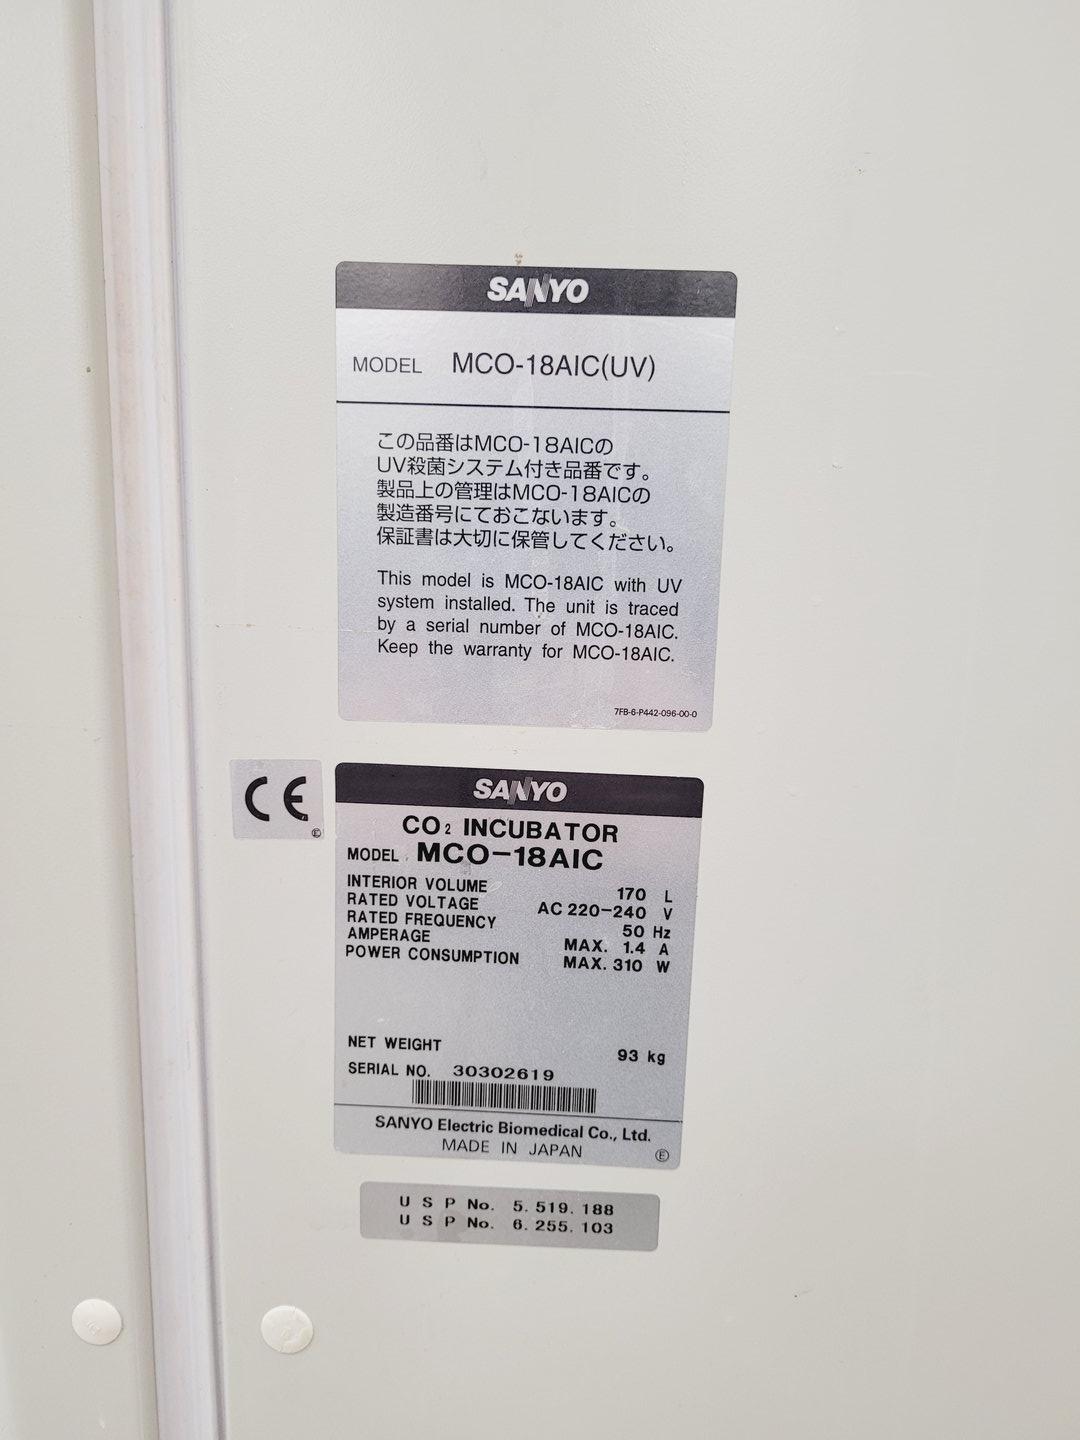 SANYO
MODEL MCO-18AIC(UV)
この品番はMCO-18AICの
UV殺菌システム付き品番です。
製品上の管理はMCO-18AICの
製造番号にておこないます。
保証書は大切に保管してください。
This model is MCO-18AIC with UV
system installed. The unit is traced
by a serial number of MCO-18AIC.
Keep the warranty for MCO-18AIC.
7FB-6-P442-096-00-0
CE
Ⓔ
SANYO
CO₂ INCUBATOR
MODEL MCO-18AIC
INTERIOR VOLUME 170 L
RATED VOLTAGE AC 220-240 V
RATED FREQUENCY 50 Hz
AMPERAGE MAX. 1.4 A
POWER CONSUMPTION MAX. 310 W
NET WEIGHT 93 kg
SERIAL NO. 30302619
SANYO Electric Biomedical Co., Ltd.
MADE IN JAPAN Ⓔ
U S P No. 5. 519. 188
U S P No. 6. 255. 103